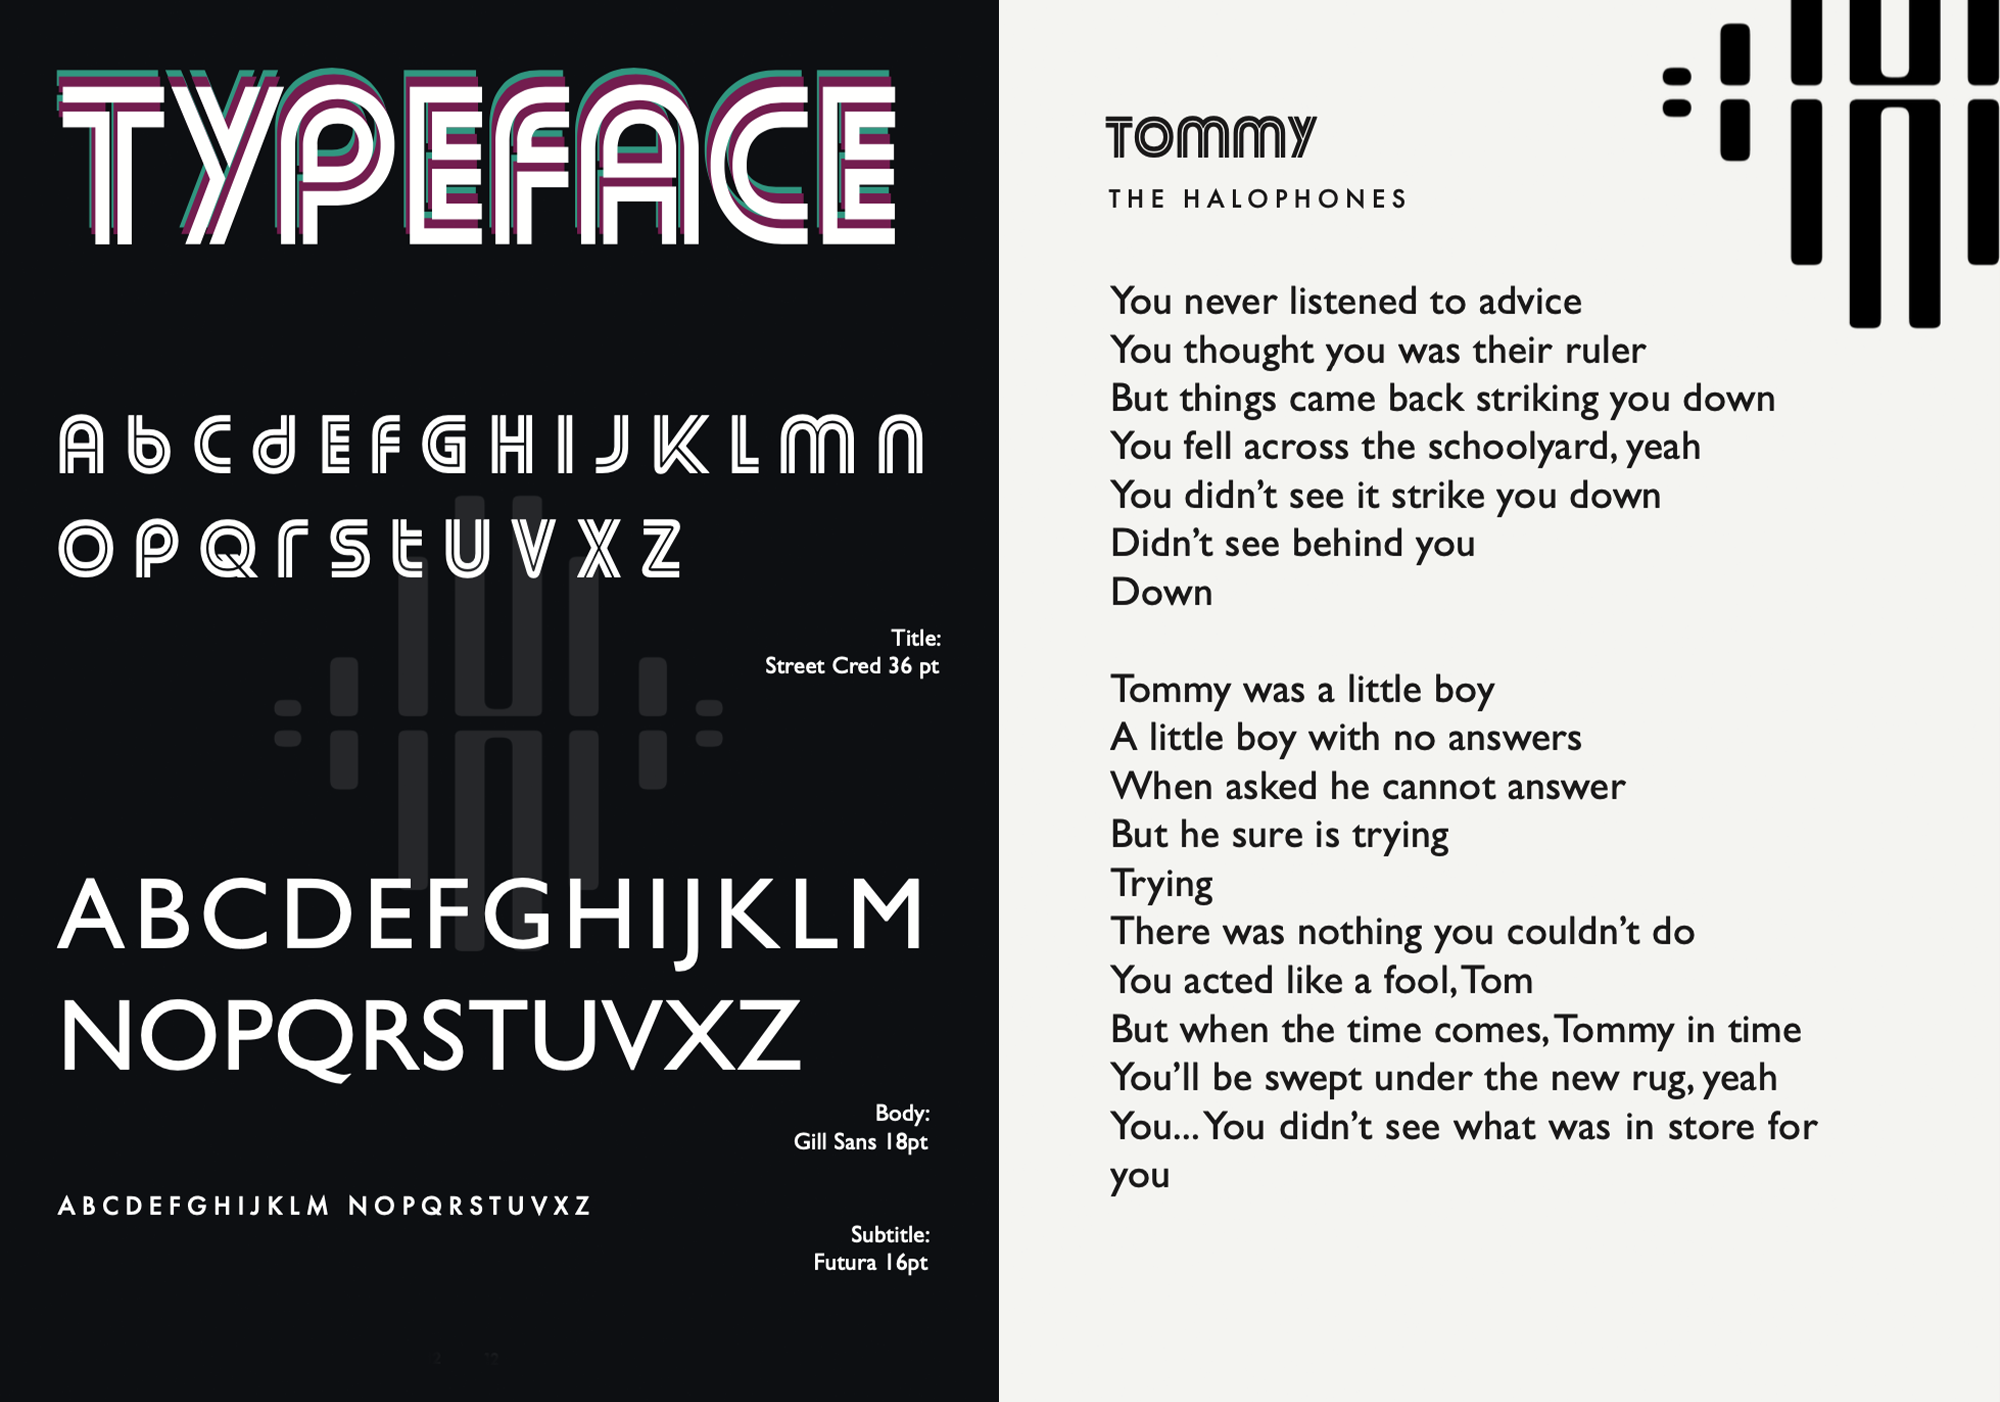 TYPEFACE
A b C d E F G H I J K L M N
O P Q r S t U V X Z
Title:
Street Cred 36 pt
ABCDEFGHIJKLM
NOPQRSTUVXZ
Body:
Gill Sans 18pt
ABCDEFGHIJKLM NOPQRSTUVXZ
Subtitle:
Futura 16pt
TOMMY
THE HALOPHONES
You never listened to advice
You thought you was their ruler
But things came back striking you down
You fell across the schoolyard, yeah
You didn’t see it strike you down
Didn’t see behind you
Down
Tommy was a little boy
A little boy with no answers
When asked he cannot answer
But he sure is trying
Trying
There was nothing you couldn’t do
You acted like a fool, Tom
But when the time comes, Tommy in time
You’ll be swept under the new rug, yeah
You... You didn’t see what was in store for
you